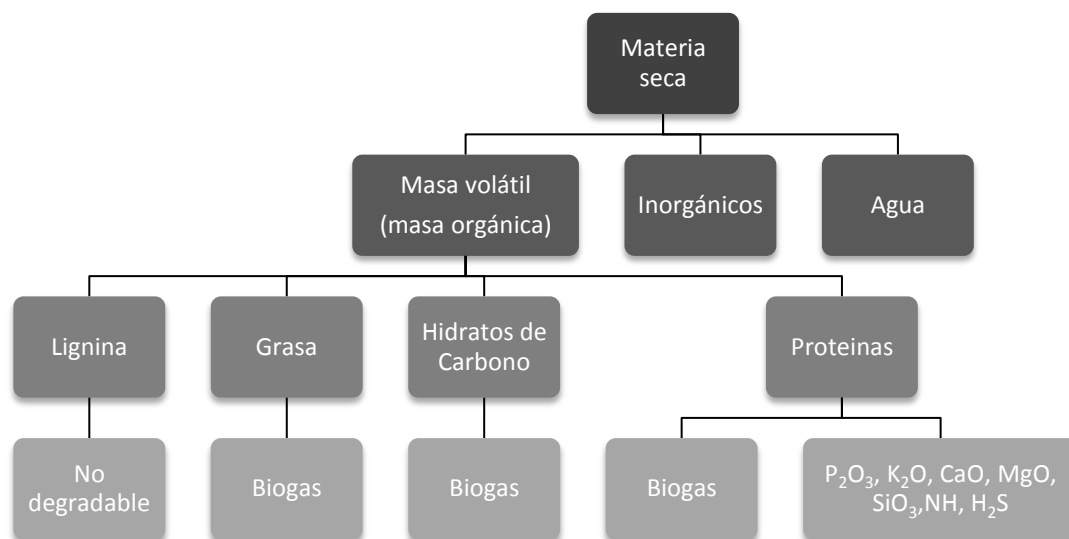 Materia
seca
Masa volátil
(masa orgánica)
Inorgánicos
Agua
Lignina
Grasa
Hidratos de
Carbono
Proteinas
No
degradable
Biogas
Biogas
Biogas
P₂O₃, K₂O, CaO, MgO,
SiO₃,NH, H₂S